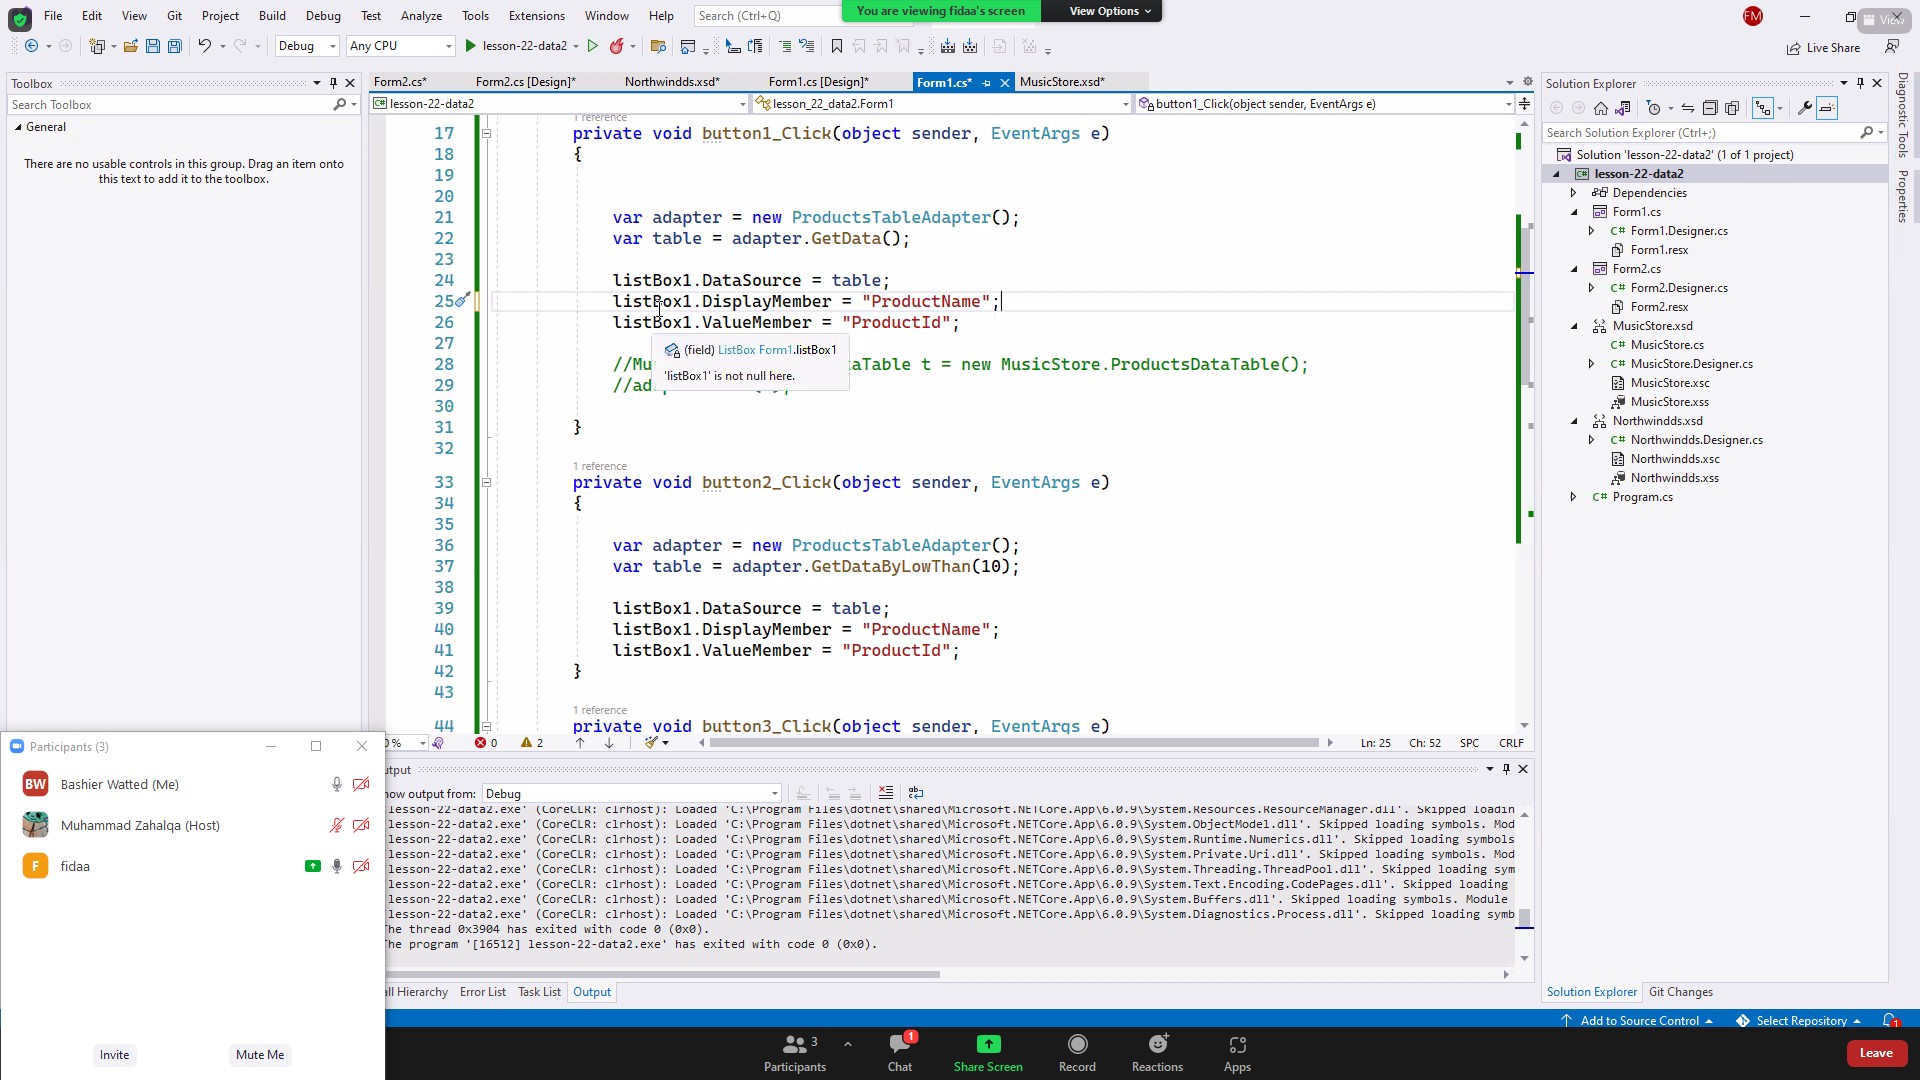 File Edit View Git Project Build Debug Test Analyze Tools Extensions Window Help Search (Ctrl+Q)
You are viewing fidaa's screen View Options
FM
View
Debug Any CPU lesson-22-data2 Live Share
Toolbox
Search Toolbox
General
There are no usable controls in this group. Drag an item onto
this text to add it to the toolbox.
Form2.cs* Form2.cs [Design]* Northwindds.xsd* Form1.cs [Design]* Form1.cs* MusicStore.xsd*
lesson-22-data2 lesson_22_data2.Form1 button1_Click(object sender, EventArgs e)
1 reference
17 private void button1_Click(object sender, EventArgs e)
18 {
19
20
21 var adapter = new ProductsTableAdapter();
22 var table = adapter.GetData();
23
24 listBox1.DataSource = table;
25 listBox1.DisplayMember = "ProductName";
26 listBox1.ValueMember = "ProductId";
27
(field) ListBox Form1.listBox1
'listBox1' is not null here.
28 //Mu aTable t = new MusicStore.ProductsDataTable();
29 //ad
30
31 }
32
1 reference
33 private void button2_Click(object sender, EventArgs e)
34 {
35
36 var adapter = new ProductsTableAdapter();
37 var table = adapter.GetDataByLowThan(10);
38
39 listBox1.DataSource = table;
40 listBox1.DisplayMember = "ProductName";
41 listBox1.ValueMember = "ProductId";
42 }
43
1 reference
44 private void button3_Click(object sender, EventArgs e)
0 % 0 2 Ln: 25 Ch: 52 SPC CRLF
Solution Explorer
Search Solution Explorer (Ctrl+;)
Solution 'lesson-22-data2' (1 of 1 project)
lesson-22-data2
Dependencies
Form1.cs
Form1.Designer.cs
Form1.resx
Form2.cs
Form2.Designer.cs
Form2.resx
MusicStore.xsd
MusicStore.cs
MusicStore.Designer.cs
MusicStore.xsc
MusicStore.xss
Northwindds.xsd
Northwindds.Designer.cs
Northwindds.xsc
Northwindds.xss
Program.cs
Diagnostic Tools
Properties
Solution Explorer Git Changes
utput
how output from: Debug
lesson-22-data2.exe' (CoreCLR: clrhost): Loaded 'C:\Program Files\dotnet\shared\Microsoft.NETCore.App\6.0.9\System.Resources.ResourceManager.dll'. Skipped loadin
lesson-22-data2.exe' (CoreCLR: clrhost): Loaded 'C:\Program Files\dotnet\shared\Microsoft.NETCore.App\6.0.9\System.ObjectModel.dll'. Skipped loading symbols. Mod
lesson-22-data2.exe' (CoreCLR: clrhost): Loaded 'C:\Program Files\dotnet\shared\Microsoft.NETCore.App\6.0.9\System.Runtime.Numerics.dll'. Skipped loading symbols
lesson-22-data2.exe' (CoreCLR: clrhost): Loaded 'C:\Program Files\dotnet\shared\Microsoft.NETCore.App\6.0.9\System.Private.Uri.dll'. Skipped loading symbols. Mod
lesson-22-data2.exe' (CoreCLR: clrhost): Loaded 'C:\Program Files\dotnet\shared\Microsoft.NETCore.App\6.0.9\System.Threading.ThreadPool.dll'. Skipped loading sym
lesson-22-data2.exe' (CoreCLR: clrhost): Loaded 'C:\Program Files\dotnet\shared\Microsoft.NETCore.App\6.0.9\System.Text.Encoding.CodePages.dll'. Skipped loading
lesson-22-data2.exe' (CoreCLR: clrhost): Loaded 'C:\Program Files\dotnet\shared\Microsoft.NETCore.App\6.0.9\System.Buffers.dll'. Skipped loading symbols. Module
lesson-22-data2.exe' (CoreCLR: clrhost): Loaded 'C:\Program Files\dotnet\shared\Microsoft.NETCore.App\6.0.9\System.Diagnostics.Process.dll'. Skipped loading symb
he thread 0x3904 has exited with code 0 (0x0).
he program '[16512] lesson-22-data2.exe' has exited with code 0 (0x0).
all Hierarchy Error List Task List Output
Add to Source Control Select Repository 1
Participants (3)
BW Bashier Watted (Me)
Muhammad Zahalqa (Host)
F fidaa
Invite Mute Me
3 1
Participants Chat Share Screen Record Reactions Apps Leave